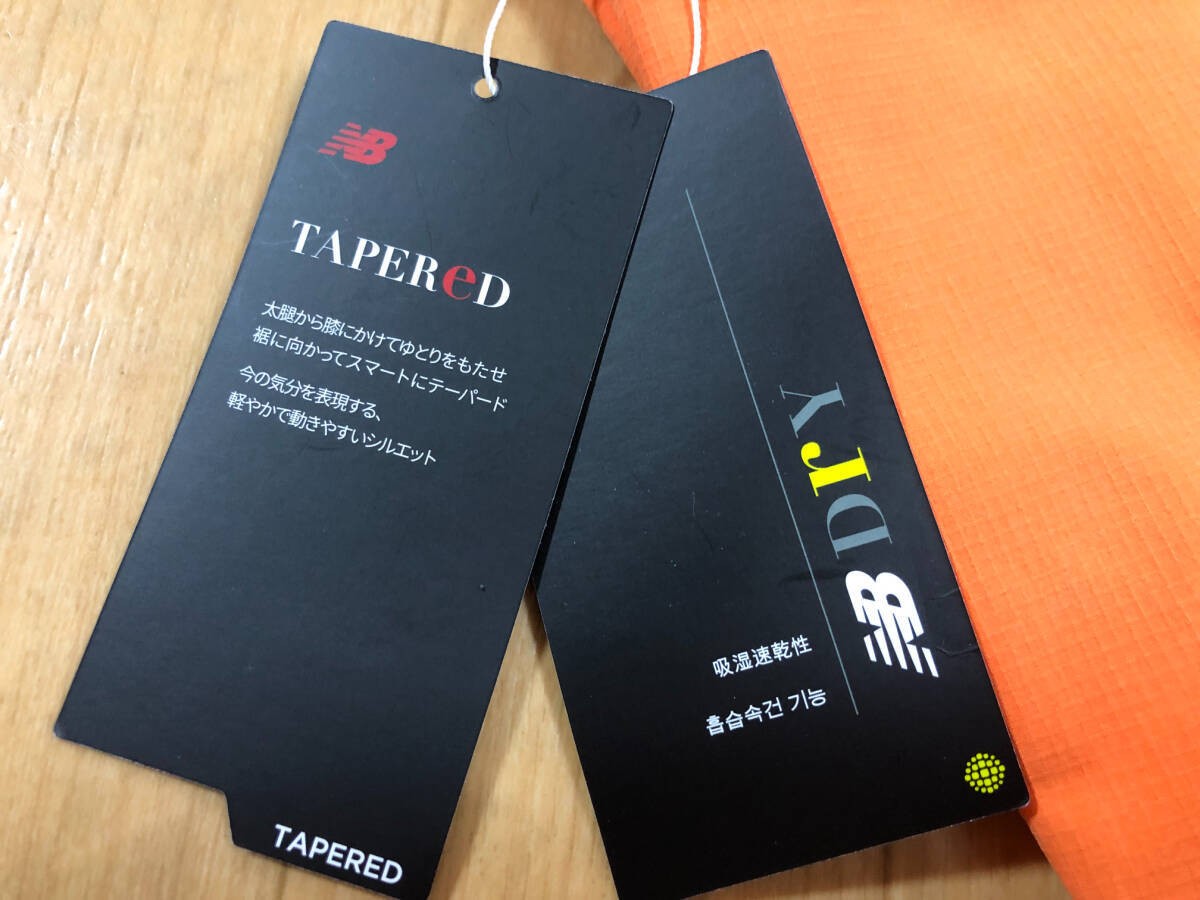 NB
TAPEReD
太腿から膝にかけてゆとりをもたせ
裾に向かってスマートにテーパード
今の気分を表現する、
軽やかで動きやすいシルエット
TAPERED
NB DrY
吸湿速乾性
흡습속건 기능